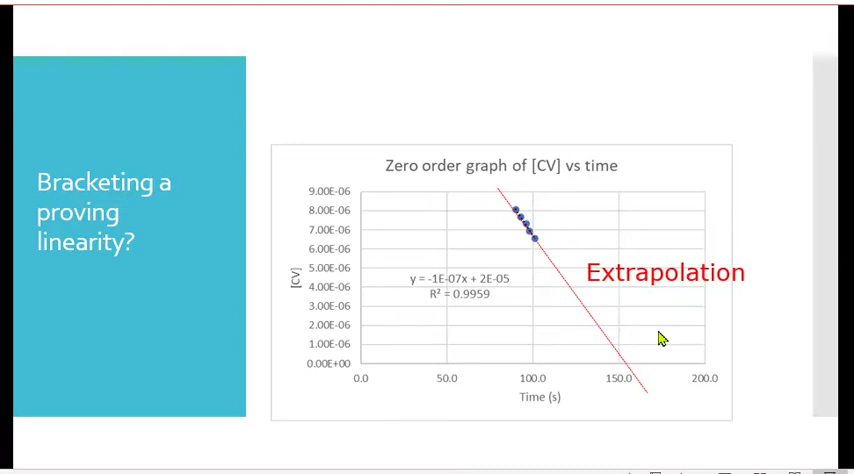 Bracketing a
proving
linearity?
Zero order graph of [CV] vs time
9.00E-06
8.00E-06
7.00E-06
6.00E-06
5.00E-06
4.00E-06
3.00E-06
2.00E-06
1.00E-06
0.00E+00
[CV]
y = -1E-07x + 2E-05
R² = 0.9959
Extrapolation
0.0 50.0 100.0 150.0 200.0
Time (s)